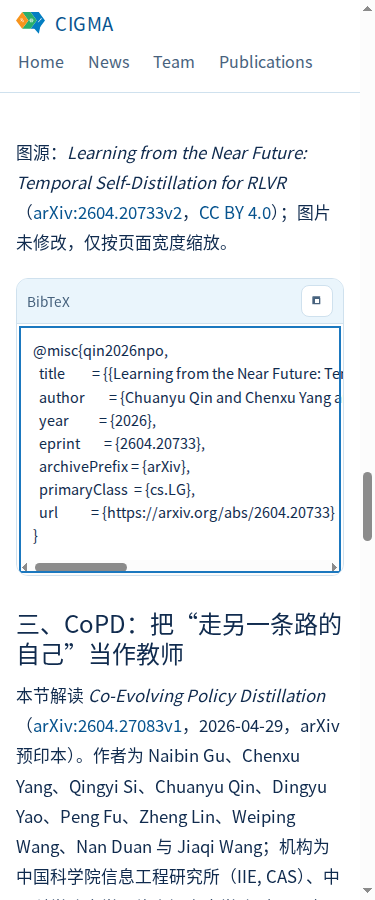 CIGMA
Home News Team Publications
图源：Learning from the Near Future:
Temporal Self-Distillation for RLVR
（arXiv:2604.20733v2，CC BY 4.0）；图片
未修改，仅按页面宽度缩放。
BibTeX
@misc{qin2026npo,
title = {{Learning from the Near Future:
author = {Chuanyu Qin and Chenxu Yang
year = {2026},
eprint = {2604.20733},
archivePrefix = {arXiv},
primaryClass = {cs.LG},
url = {https://arxiv.org/abs/2604.20733}
}
三、CoPD：把“走另一条路的
自己”当作教师
本节解读 Co-Evolving Policy Distillation
（arXiv:2604.27083v1，2026-04-29，arXiv
预印本）。作者为 Naibin Gu、Chenxu
Yang、Qingyi Si、Chuanyu Qin、Dingyu
Yao、Peng Fu、Zheng Lin、Weiping
Wang、Nan Duan 与 Jiaqi Wang；机构为
中国科学院信息工程研究所（IIE, CAS）、中